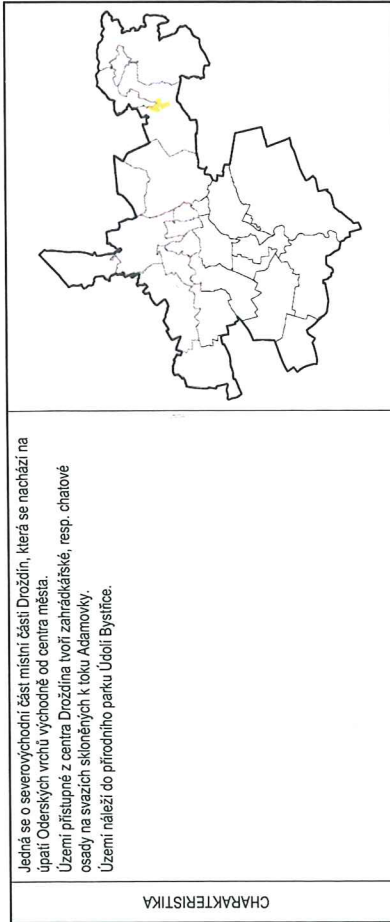 CHARAKTERISTIKA
Jedná se o severovýchodní část místní části Droždín, která se nachází na
úpatí Oderských vrchů východně od centra města.
Území přístupné z centra Droždína tvoří zahrádkářské, resp. chatové
osady na svazích skloněných k toku Adamovky.
Území náleží do přírodního parku Údolí Bystřice.